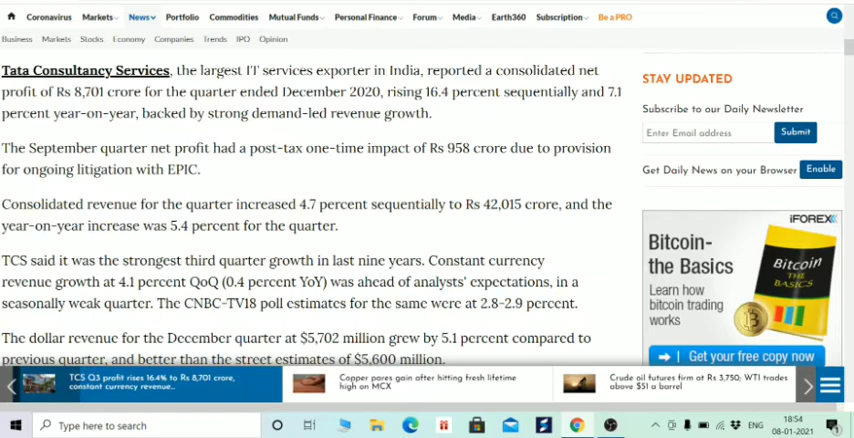 Coronavirus Markets News Portfolio Commodities Mutual Funds Personal Finance Forum Media Earth360 Subscription Be a PRO
Business Markets Stocks Economy Companies Trends IPO Opinion
Tata Consultancy Services, the largest IT services exporter in India, reported a consolidated net
profit of Rs 8,701 crore for the quarter ended December 2020, rising 16.4 percent sequentially and 7.1
percent year-on-year, backed by strong demand-led revenue growth.
The September quarter net profit had a post-tax one-time impact of Rs 958 crore due to provision
for ongoing litigation with EPIC.
Consolidated revenue for the quarter increased 4.7 percent sequentially to Rs 42,015 crore, and the
year-on-year increase was 5.4 percent for the quarter.
TCS said it was the strongest third quarter growth in last nine years. Constant currency
revenue growth at 4.1 percent QoQ (0.4 percent YoY) was ahead of analysts' expectations, in a
seasonally weak quarter. The CNBC-TV18 poll estimates for the same were at 2.8-2.9 percent.
The dollar revenue for the December quarter at $5,702 million grew by 5.1 percent compared to
previous quarter, and better than the street estimates of $5,600 million.
STAY UPDATED
Subscribe to our Daily Newsletter
Enter Email address Submit
Get Daily News on your Browser Enable
iFOREX
Bitcoin-
the Basics
Learn how
bitcoin trading
works
Bitcoin
THE
BASICS
Get your free copy now
TCS Q3 profit rises 16.4% to Rs 8,701 crore,
constant currency revenue...
Copper pares gain after hitting fresh lifetime
high on MCX
Crude oil futures firm at Rs 3,750; WTI trades
above $51 a barrel
Type here to search
ENG
18:54
08-01-2021